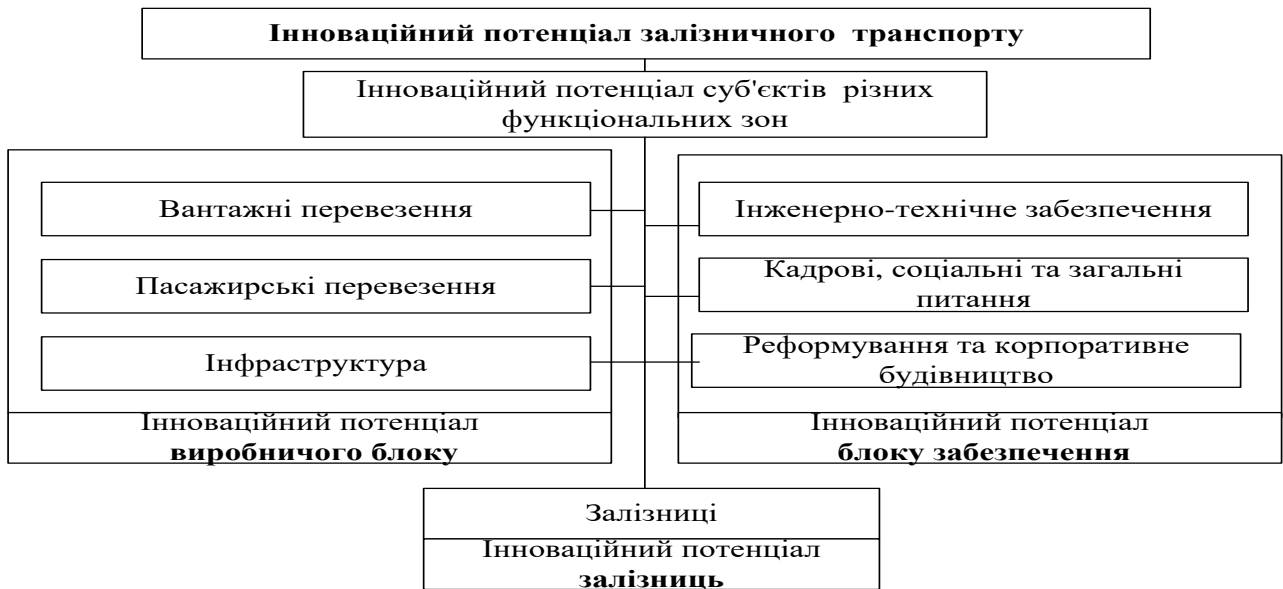 Інноваційний потенціал залізничного транспорту
Інноваційний потенціал суб'єктів різних
функціональних зон
Вантажні перевезення
Пасажирські перевезення
Інфраструктура
Інноваційний потенціал
виробничого блоку
Інженерно-технічне забезпечення
Кадрові, соціальні та загальні
питання
Реформування та корпоративне
будівництво
Інноваційний потенціал
блоку забезпечення
Залізниці
Інноваційний потенціал
залізниць